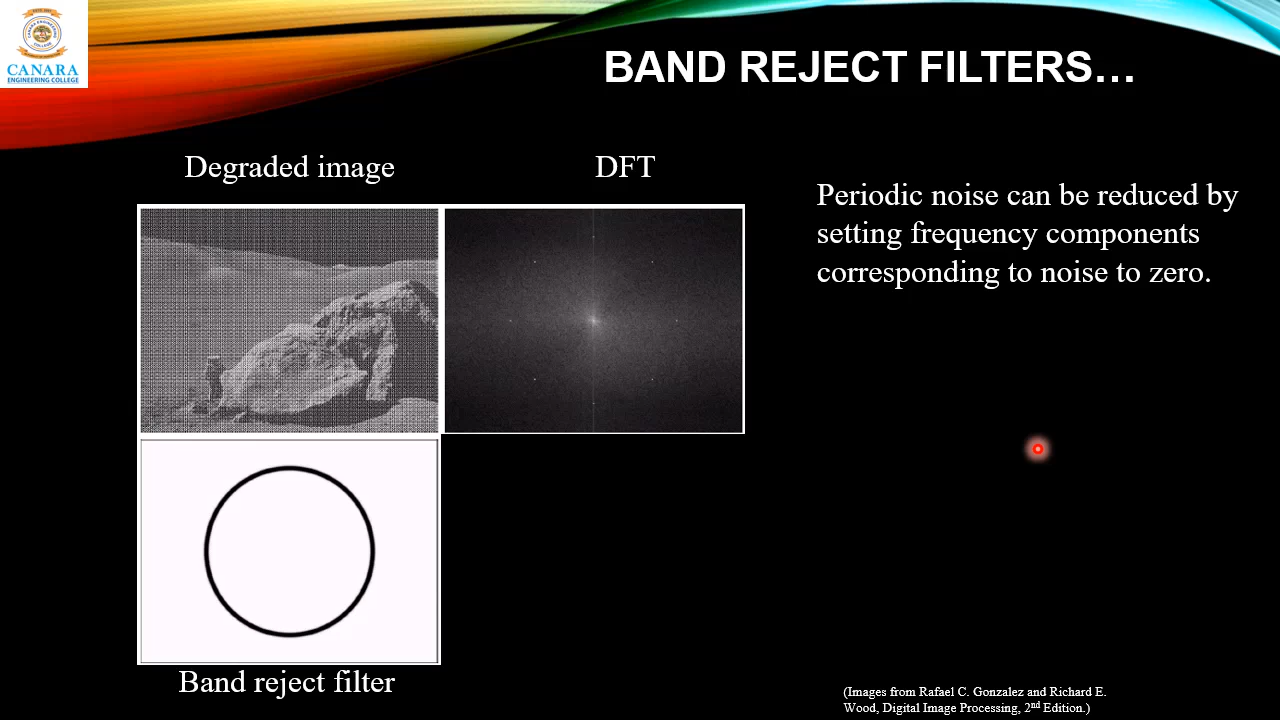 CANARA
ENGINEERING COLLEGE
BAND REJECT FILTERS...
Degraded image
DFT
Periodic noise can be reduced by
setting frequency components
corresponding to noise to zero.
Band reject filter
(Images from Rafael C. Gonzalez and Richard E.
Wood, Digital Image Processing, 2nd Edition.)